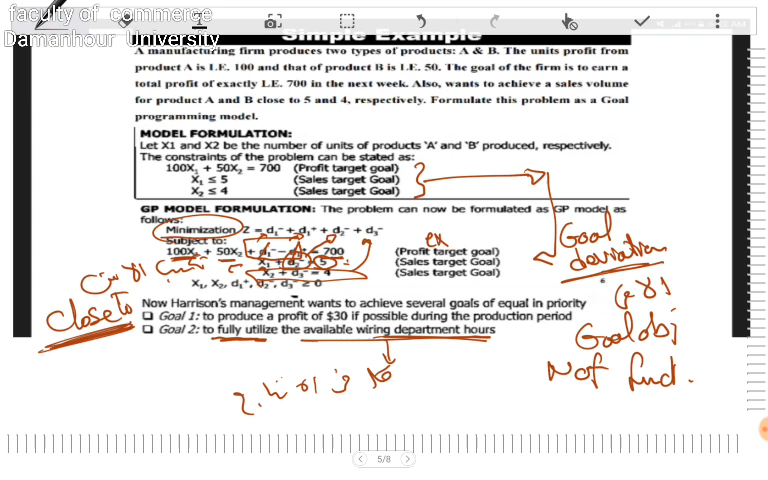 faculty of commerce
Damanhour University
Simple Example
A manufacturing firm produces two types of products: A & B. The units profit from
product A is L.E. 100 and that of product B is L.E. 50. The goal of the firm is to earn a
total profit of exactly L.E. 700 in the next week. Also, wants to achieve a sales volume
for product A and B close to 5 and 4, respectively. Formulate this problem as a Goal
programming model.
MODEL FORMULATION:
Let X1 and X2 be the number of units of products 'A' and 'B' produced, respectively.
The constraints of the problem can be stated as:
100X₁ + 50X₂ = 700 (Profit target goal)
X₁ ≤ 5 (Sales target Goal)
X₂ ≤ 4 (Sales target Goal)
GP MODEL FORMULATION: The problem can now be formulated as GP model as
follows:
Minimization Z = d₁⁻ + d₁⁺ + d₂⁻ + d₃⁻
Subject to:
100X₁ + 50X₂ + d₁⁻ - d₁⁺ = 700 (Profit target goal)
X₁ + d₂⁻ = 5 (Sales target Goal)
X₂ + d₃⁻ = 4 (Sales target Goal)
X₁, X₂, d₁⁺, d₂⁻, d₃⁻ ≥ 0
ex
Goal
deviation
Close to
Now Harrison's management wants to achieve several goals of equal in priority
❑ Goal 1: to produce a profit of $30 if possible during the production period
❑ Goal 2: to fully utilize the available wiring department hours
Goal obj
Not fuct.
5/8